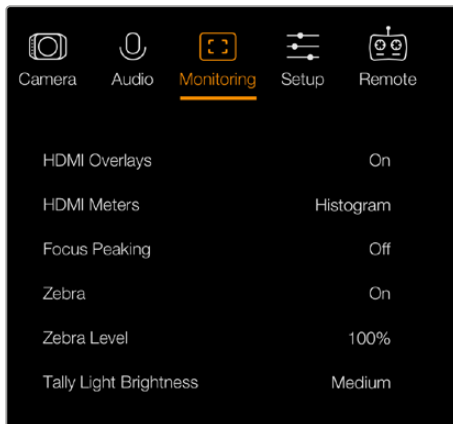 Camera Audio Monitoring Setup Remote
HDMI Overlays On
HDMI Meters Histogram
Focus Peaking Off
Zebra On
Zebra Level 100%
Tally Light Brightness Medium